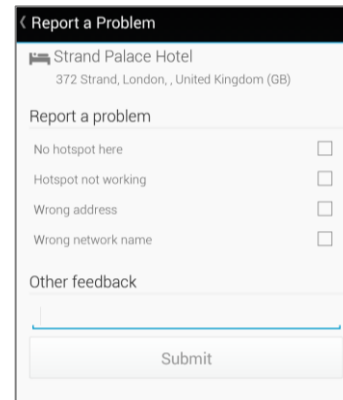 Report a Problem
Strand Palace Hotel
372 Strand, London, , United Kingdom (GB)
Report a problem
No hotspot here
Hotspot not working
Wrong address
Wrong network name
Other feedback
Submit